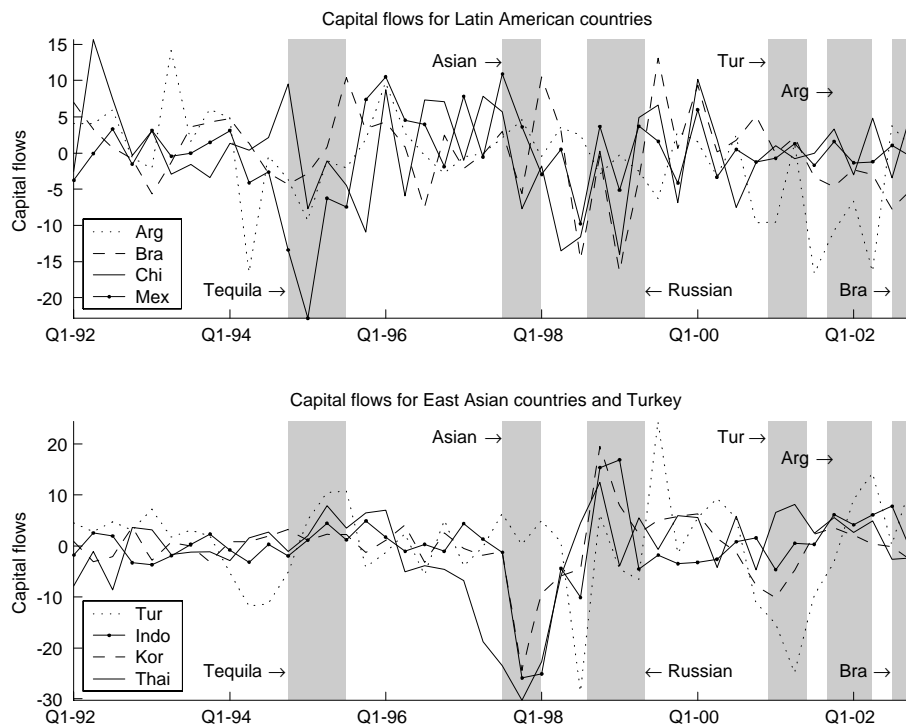 Capital flows for Latin American countries
Capital flows
15
10
5
0
-5
-10
-15
-20
Asian →
Tur →
Arg →
Arg
Bra
Chi
Mex
Tequila →
← Russian
Bra →
Q1-92
Q1-94
Q1-96
Q1-98
Q1-00
Q1-02
Capital flows for East Asian countries and Turkey
Capital flows
20
10
0
-10
-20
-30
Asian →
Tur →
Arg →
Tur
Indo
Kor
Thai
Tequila →
← Russian
Bra →
Q1-92
Q1-94
Q1-96
Q1-98
Q1-00
Q1-02